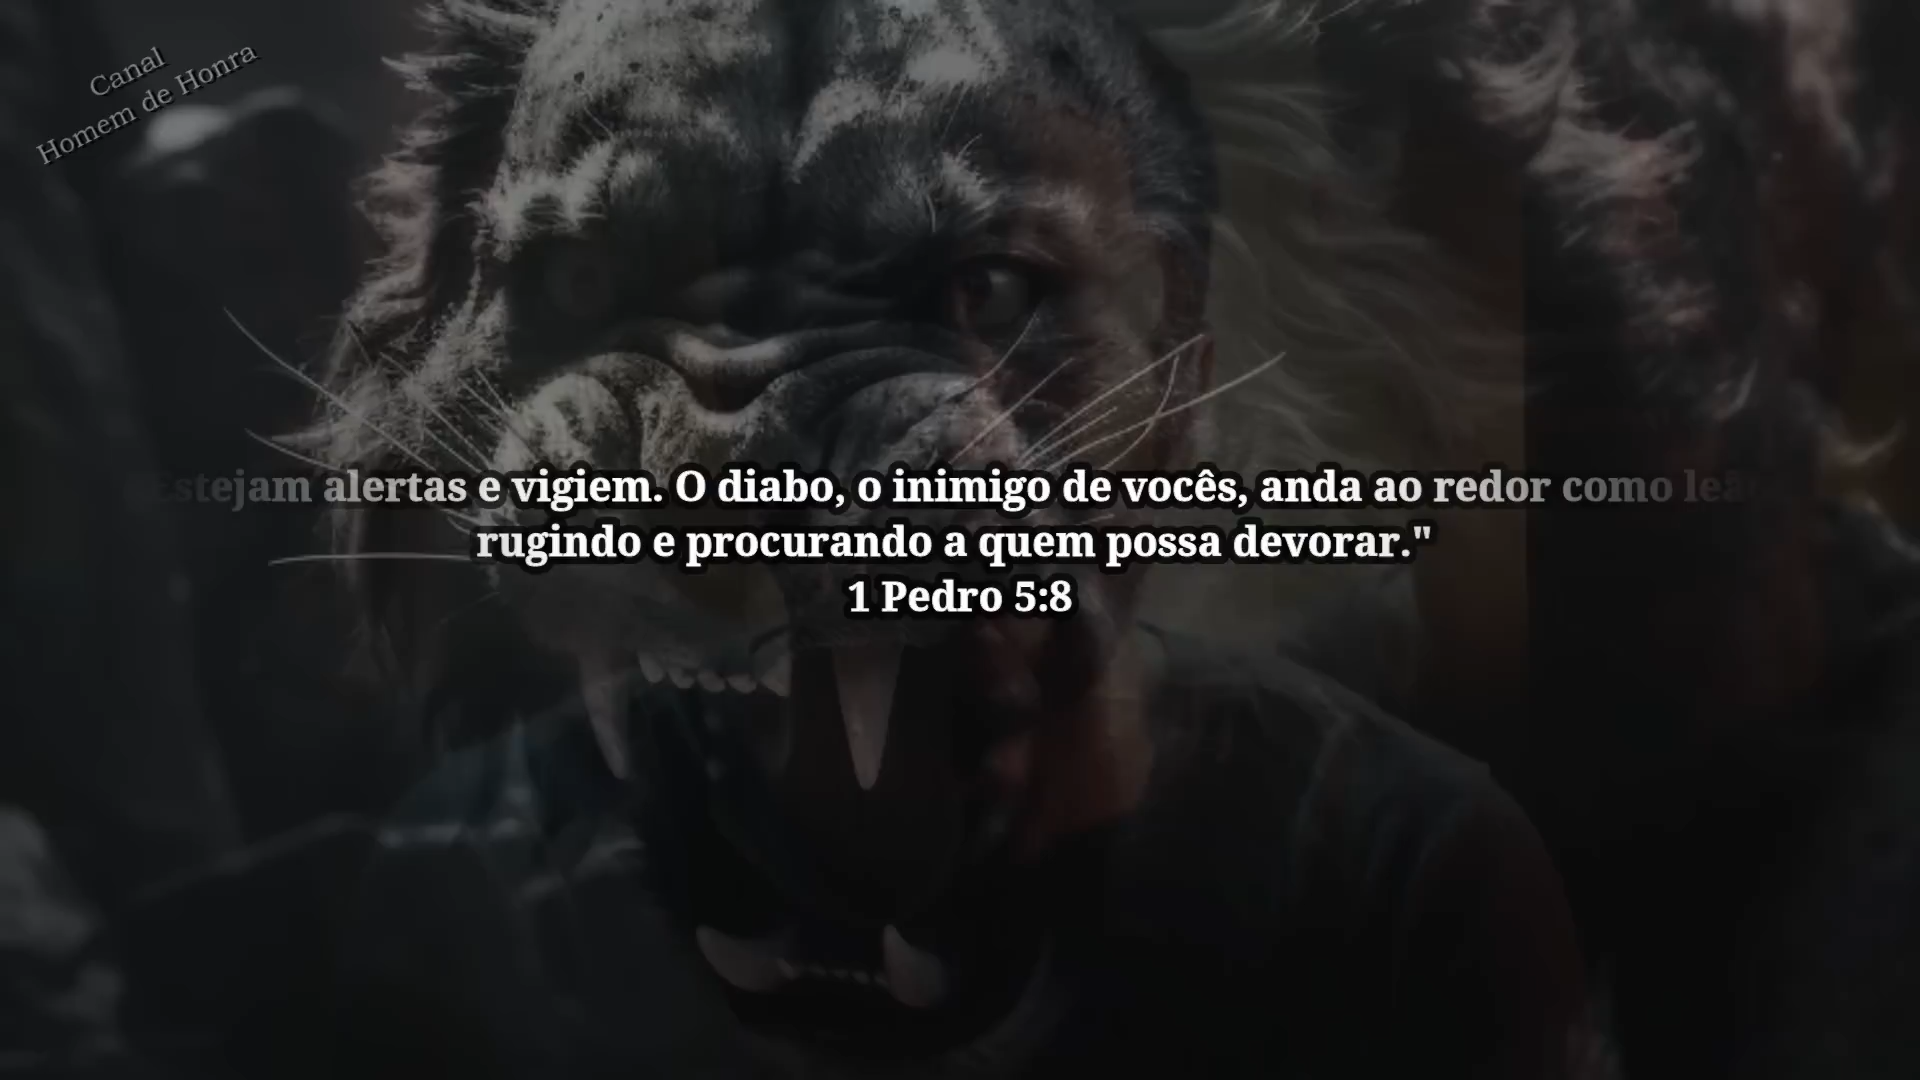 Canal
Homem de Honra
Estejam alertas e vigiem. O diabo, o inimigo de vocês, anda ao redor como leão
rugindo e procurando a quem possa devorar."
1 Pedro 5:8